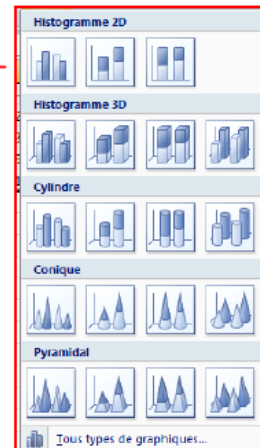 Histogramme 2D
Histogramme 3D
Cylindre
Conique
Pyramidal
Tous types de graphiques...